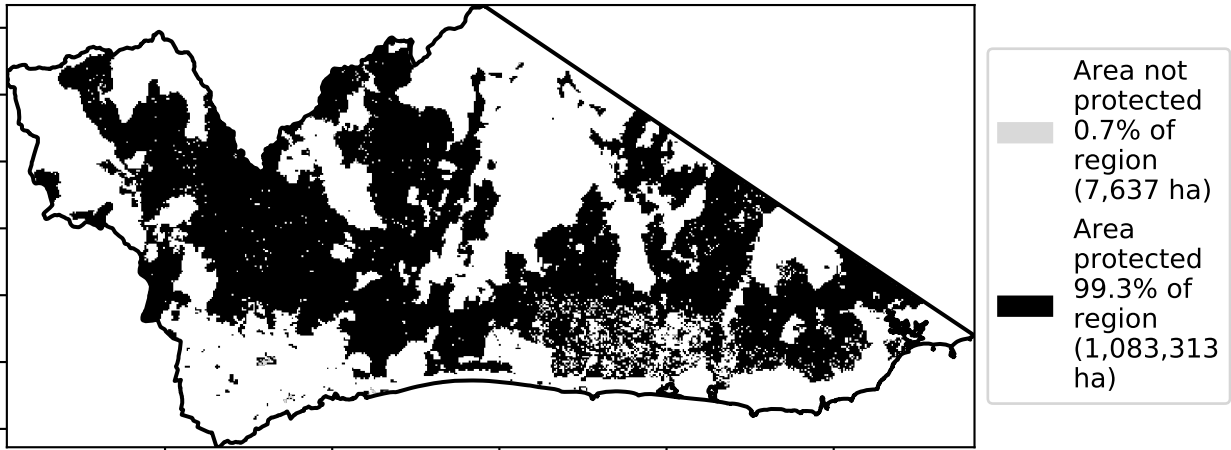 Area not
protected
0.7% of
region
(7,637 ha)
Area
protected
99.3% of
region
(1,083,313
ha)